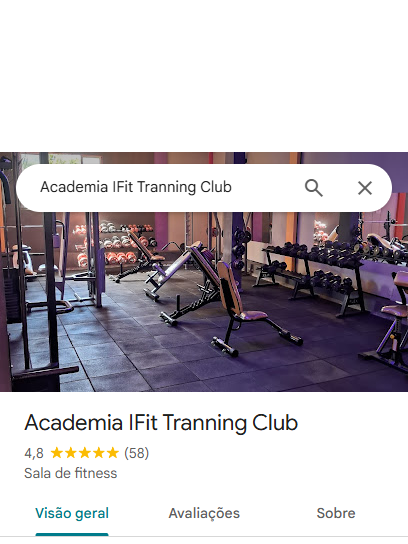 Academia IFit Tranning Club
Academia IFit Tranning Club
4,8 (58)
Sala de fitness
Visão geral Avaliações Sobre